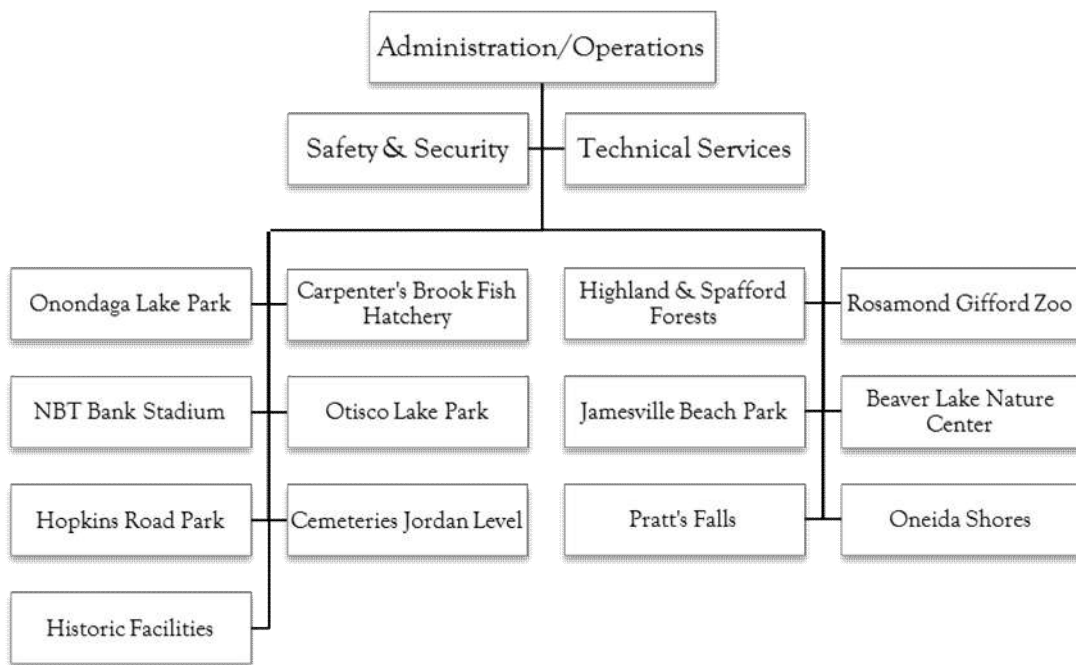 Administration/Operations
Safety & Security
Technical Services
Onondaga Lake Park
Carpenter's Brook Fish
Hatchery
Highland & Spafford
Forests
Rosamond Gifford Zoo
NBT Bank Stadium
Otisco Lake Park
Jamesville Beach Park
Beaver Lake Nature
Center
Hopkins Road Park
Cemeteries Jordan Level
Pratt's Falls
Oneida Shores
Historic Facilities